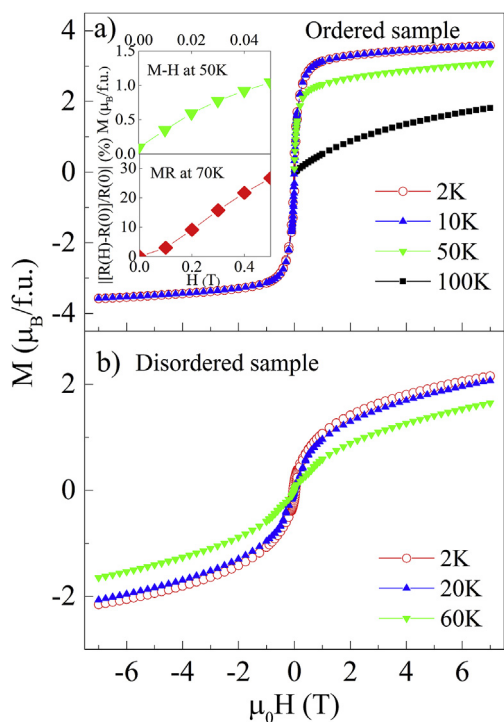 a)
Ordered sample
0.00 0.02 0.04
1.5
1.0
0.5
0.0
M (μB/f.u.)
M-H at 50K
30
20
10
0
|[R(H)-R(0)]/R(0)| (%)
MR at 70K
0.0 0.2 0.4
H (T)
4
2
0
-2
-4
2K
10K
50K
100K
M (μB/f.u.)
b)
Disordered sample
2
0
-2
2K
20K
60K
-6 -4 -2 0 2 4 6
μ0H (T)